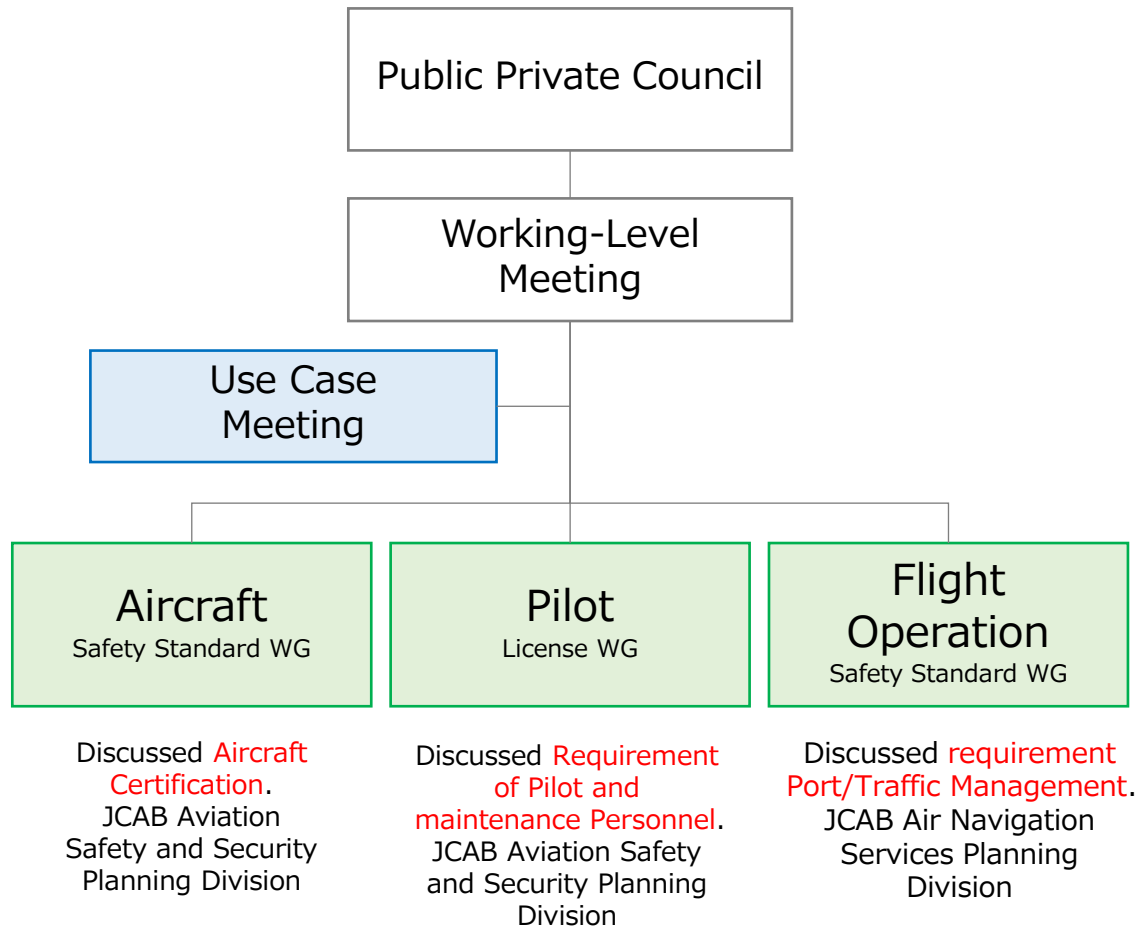 Public Private Council
Working-Level
Meeting
Use Case
Meeting
Aircraft
Safety Standard WG
Pilot
License WG
Flight
Operation
Safety Standard WG
Discussed Aircraft
Certification.
JCAB Aviation
Safety and Security
Planning Division
Discussed Requirement
of Pilot and
maintenance Personnel.
JCAB Aviation Safety
and Security Planning
Division
Discussed requirement
Port/Traffic Management.
JCAB Air Navigation
Services Planning
Division